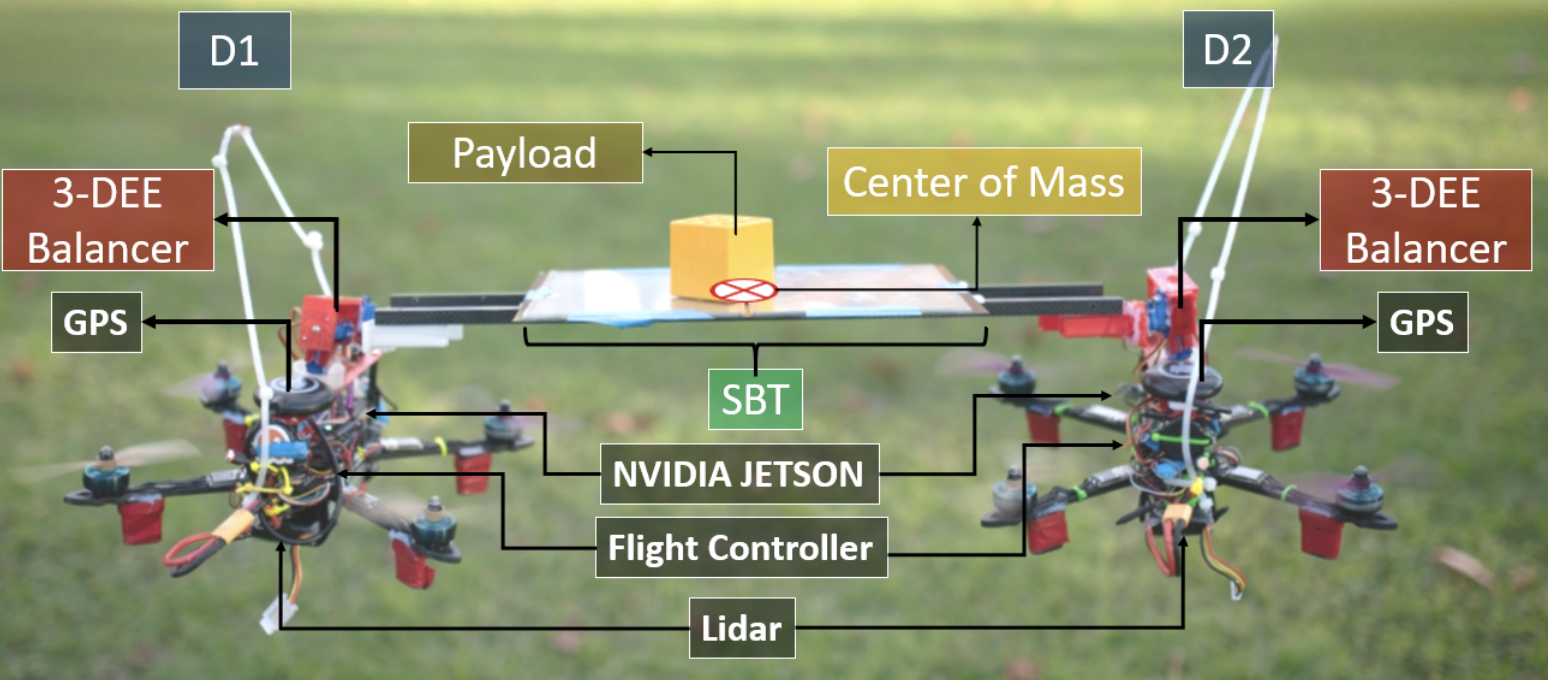 D1
D2
Payload
Center of Mass
3-DEE
Balancer
3-DEE
Balancer
GPS
GPS
SBT
NVIDIA JETSON
Flight Controller
Lidar